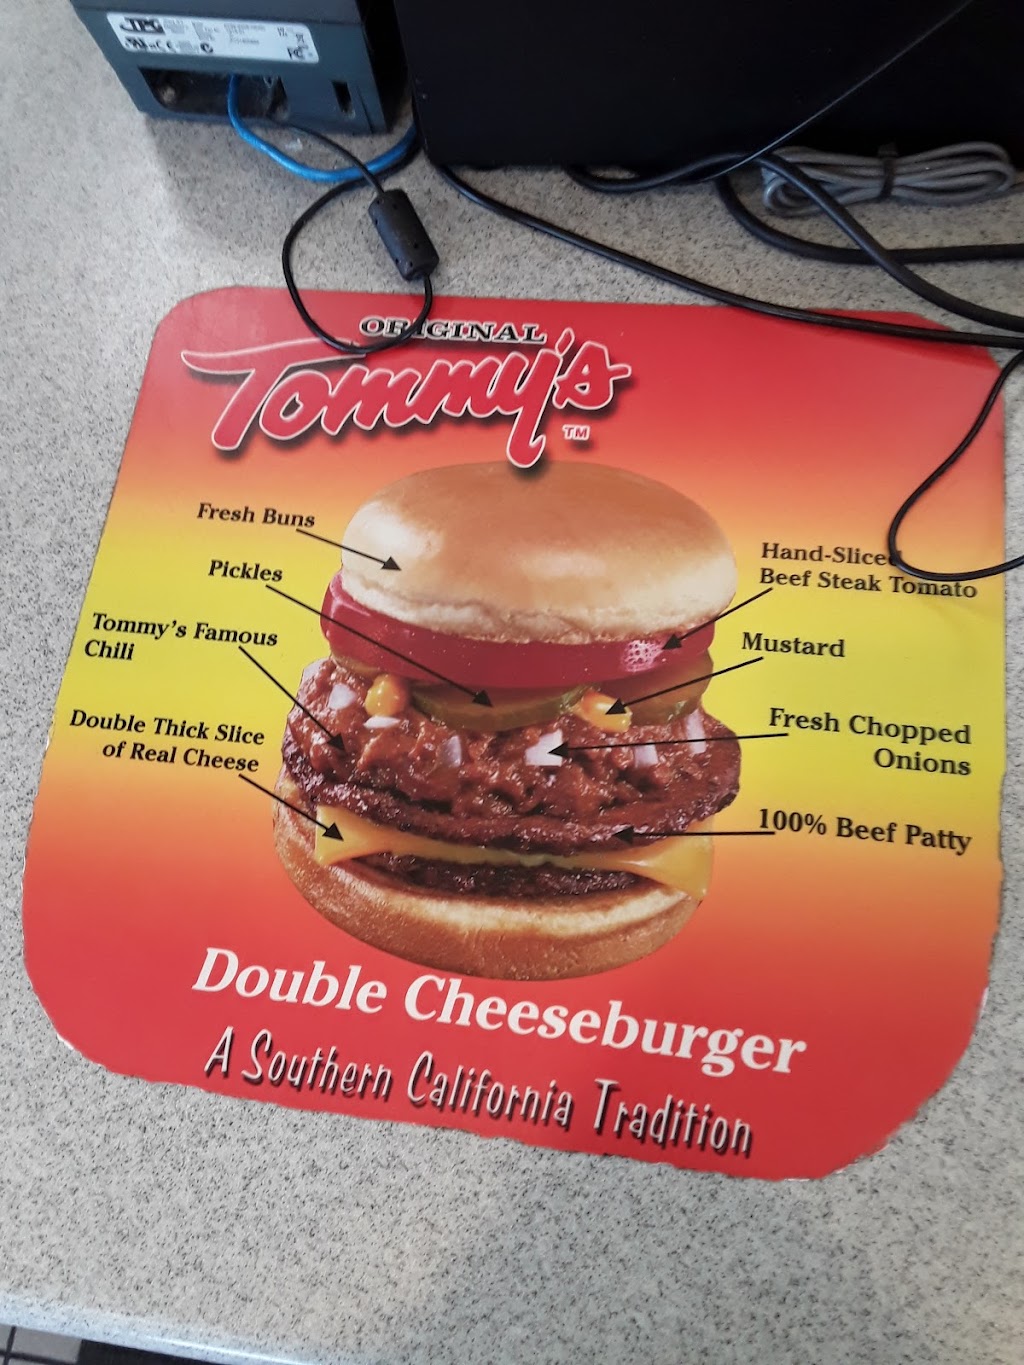 TPG
ORIGINAL
Tommy's
TM
Fresh Buns
Pickles
Hand-Sliced
Beef Steak Tomato
Tommy's Famous
Chili
Mustard
Double Thick Slice
of Real Cheese
Fresh Chopped
Onions
100% Beef Patty
Double Cheeseburger
A Southern California Tradition